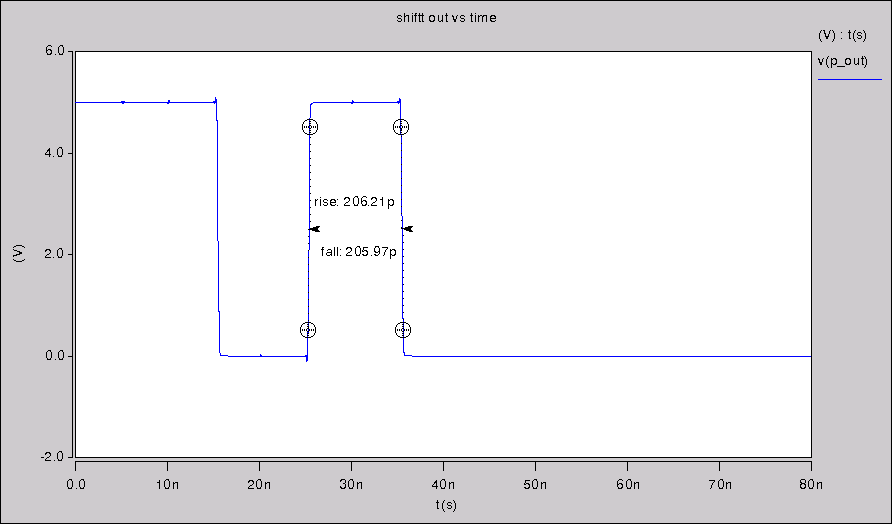 shiftt out vs time
(V) : t(s)
v(p_out)
6.0
4.0
2.0
0.0
-2.0
(V)
rise: 206.21p
fall: 205.97p
0.0 10n 20n 30n 40n 50n 60n 70n 80n
t(s)